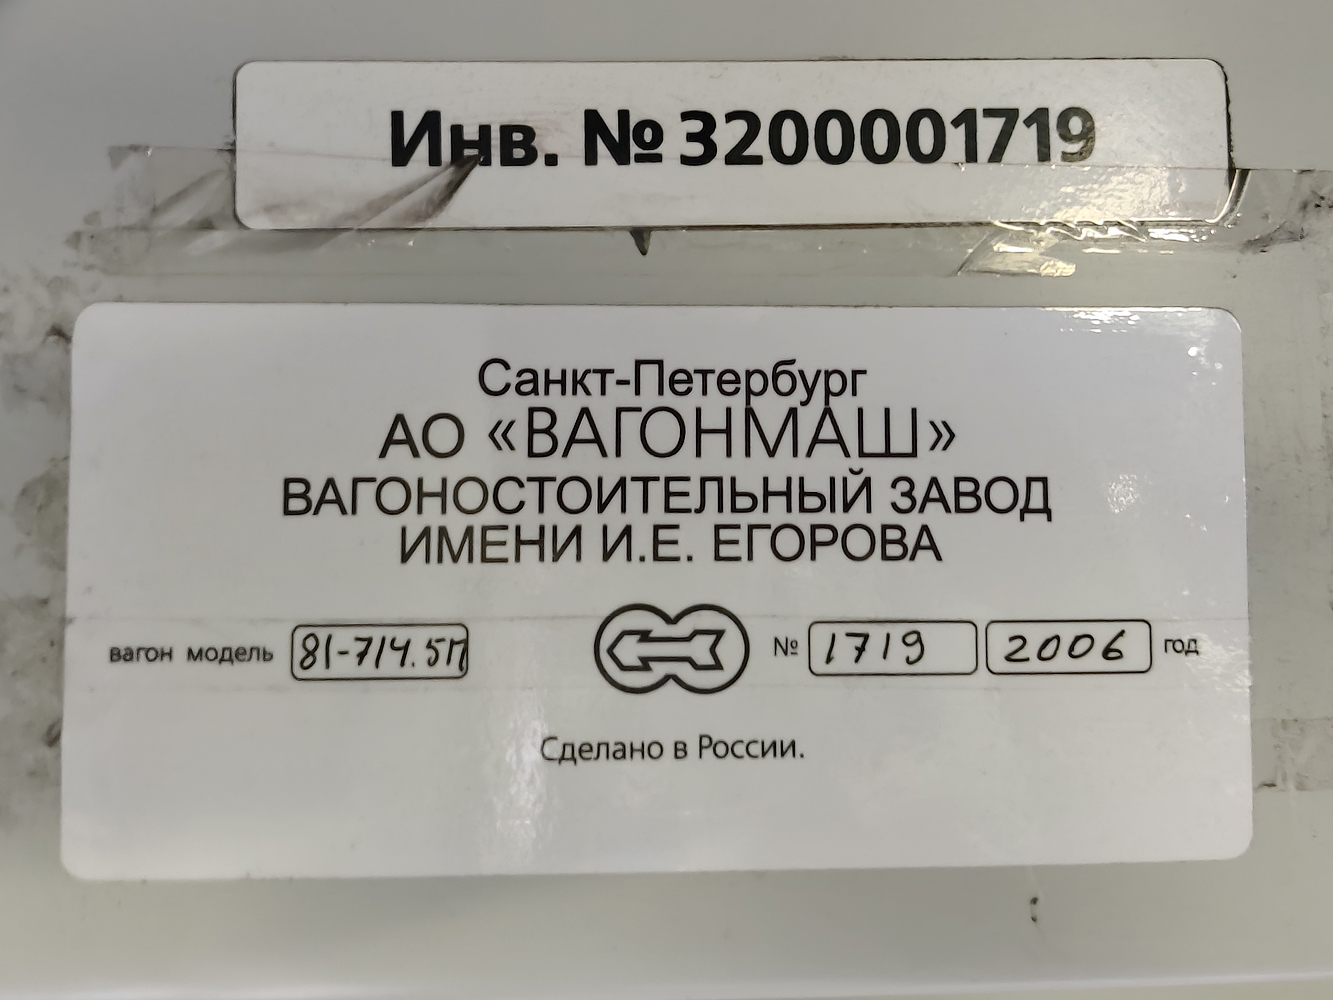 Инв. № 3200001719
Санкт-Петербург
АО «ВАГОНМАШ»
ВАГОНОСТОИТЕЛЬНЫЙ ЗАВОД
ИМЕНИ И.Е. ЕГОРОВА
вагон модель 81-714.5П № 1719 2006 год
Сделано в России.